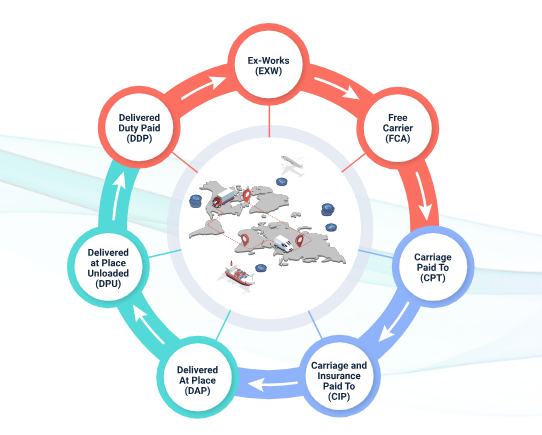 Ex-Works
(EXW)
Free
Carrier
(FCA)
Carriage
Paid To
(CPT)
Carriage and
Insurance
Paid To
(CIP)
Delivered
At Place
(DAP)
Delivered
at Place
Unloaded
(DPU)
Delivered
Duty Paid
(DDP)